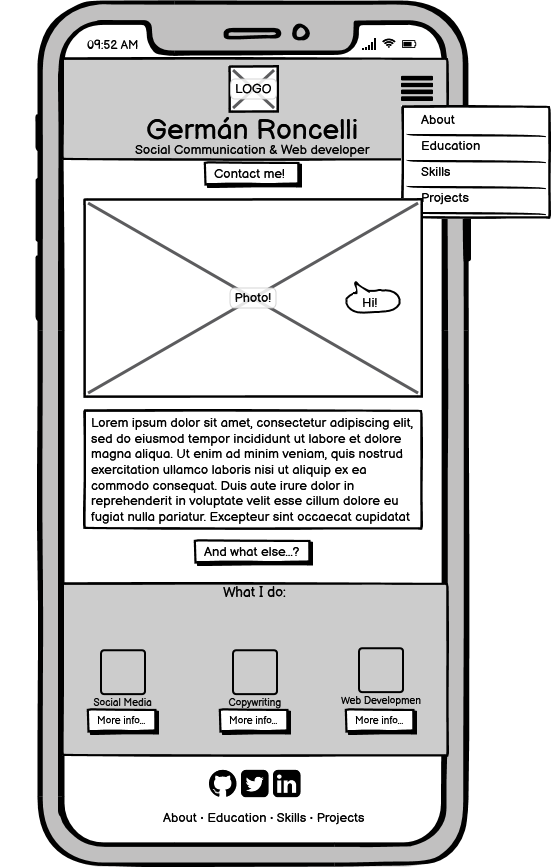 09:52 AM
LOGO
Germán Roncelli
Social Communication & Web developer
Contact me!
About
Education
Skills
Projects
Photo!
Hi!
Lorem ipsum dolor sit amet, consectetur adipiscing elit,
sed do eiusmod tempor incididunt ut labore et dolore
magna aliqua. Ut enim ad minim veniam, quis nostrud
exercitation ullamco laboris nisi ut aliquip ex ea
commodo consequat. Duis aute irure dolor in
reprehenderit in voluptate velit esse cillum dolore eu
fugiat nulla pariatur. Excepteur sint occaecat cupidatat
And what else...?
What I do:
Social Media
Copywriting
Web Developmen
More info...
More info...
More info...
in
About · Education · Skills · Projects